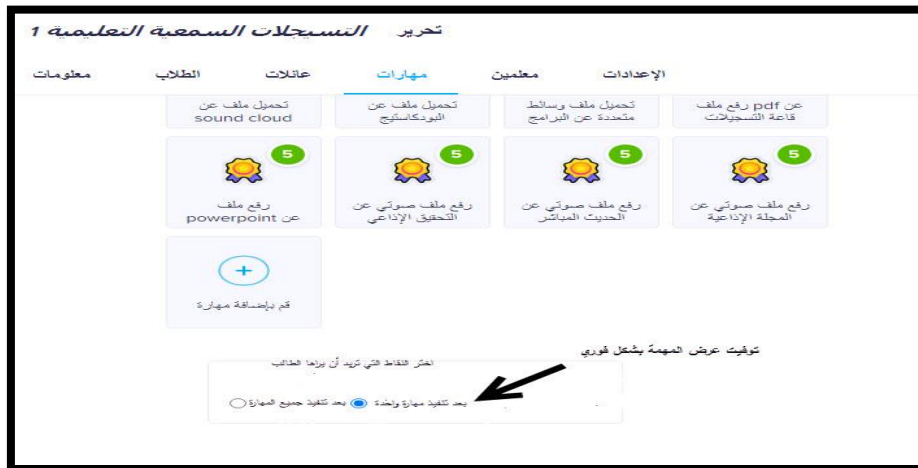 تحرير التسيجلات السمعية التعليمية 1
الإعدادات
معلمين
مهارات
عائلات
الطلاب
معلومات
عن pdf رفع ملف
قاعة التسجيلات
تحميل ملف وسائط
متعددة عن البرامج
تحميل ملف عن
البودكاستيج
تحميل ملف عن
sound cloud
5
رفع ملف صوتي عن
المجلة الإذاعية
5
رفع ملف صوتي عن
الحديث المباشر
5
رفع ملف صوتي عن
التحقيق الإذاعي
5
رفع ملف
عن powerpoint
+
قم بإضافة مهارة
توقيت عرض المهمة بشكل فوري
اختر النقاط التي تريد أن يراها الطالب
بعد تنفيذ مهارة واحدة
بعد تنفيذ جميع المهارة